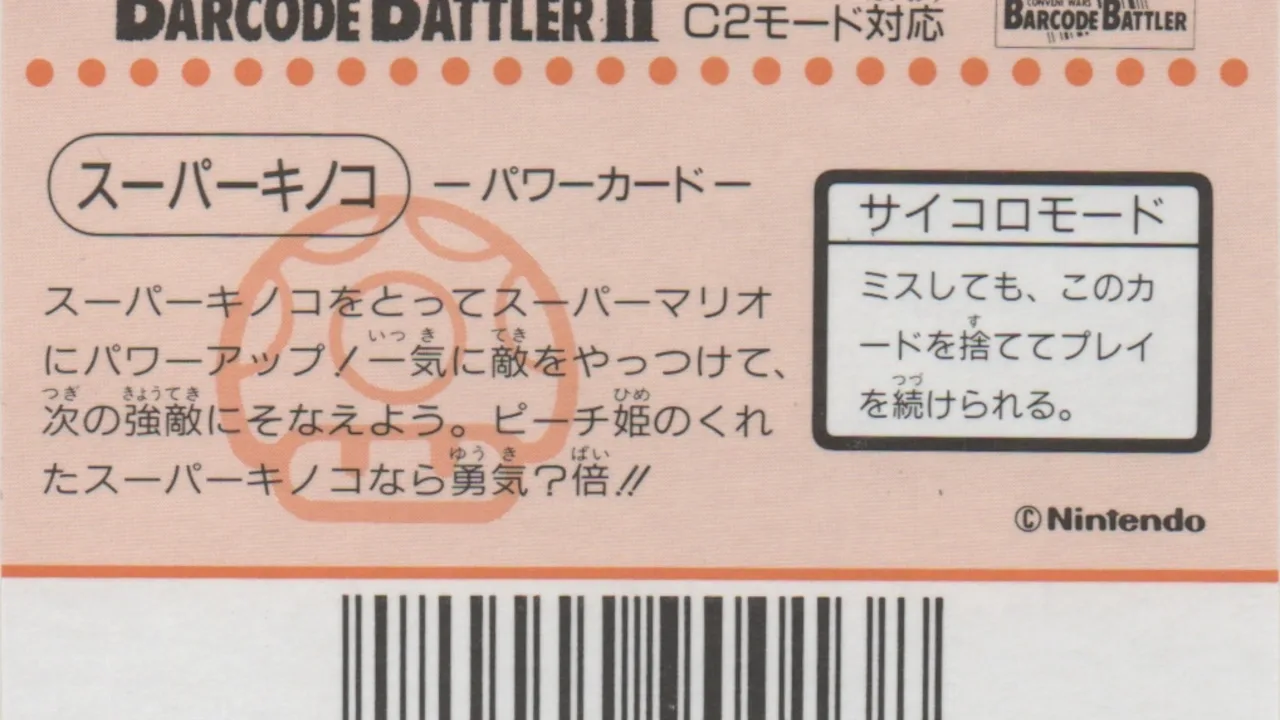 BARCODE BATTLER II
C2モード対応
CONVENI WARS
BARCODE BATTLER
スーパーキノコ
－パワーカード－
スーパーキノコをとってスーパーマリオ
にパワーアップ！一気に敵をやっつけて、
次の強敵にそなえよう。ピーチ姫のくれ
たスーパーキノコなら勇気？倍!!
サイコロモード
ミスしても、このカ
ードを捨ててプレイ
を続けられる。
©Nintendo